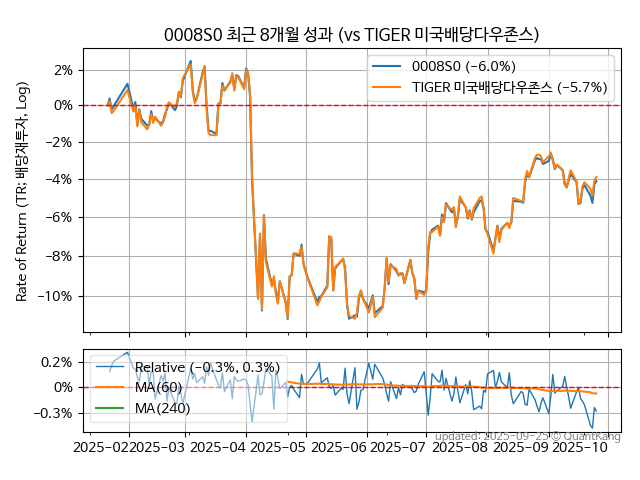 0008S0 최근 8개월 성과 (vs TIGER 미국배당다우존스)
Rate of Return (TR: 배당재투자, Log)
2%
0%
−2%
−4%
−6%
−8%
−10%
0008S0 (−6.0%)
TIGER 미국배당다우존스 (−5.7%)
0.2%
0%
−0.3%
Relative (−0.3%, 0.3%)
MA(60)
MA(240)
2025-02 2025-03 2025-04 2025-05 2025-06 2025-07 2025-08 2025-09 2025-10
updated: 2025-09-25 © QuantKang